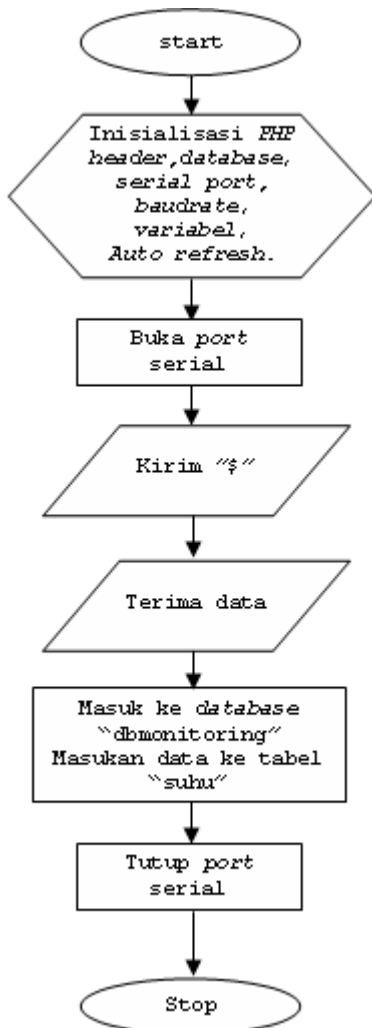 start
Inisialisasi PHP
header,database,
serial port,
baudrate,
variabel,
Auto refresh.
Buka port
serial
Kirim "$"
Terima data
Masuk ke database
"dbmonitoring"
Masukan data ke tabel
"suhu"
Tutup port
serial
Stop